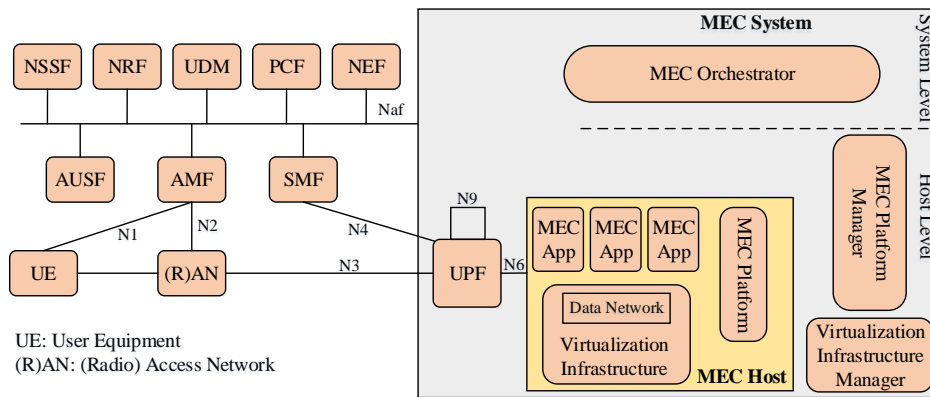 MEC System
System Level
NSSF
NRF
UDM
PCF
NEF
MEC Orchestrator
Naf
AUSF
AMF
SMF
MEC Platform
Manager
Host Level
N9
N1
N2
N4
MEC
App
MEC
App
MEC
App
MEC Platform
UE
(R)AN
N3
UPF
N6
Data Network
Virtualization
Infrastructure
MEC Host
Virtualization
Infrastructure
Manager
UE: User Equipment
(R)AN: (Radio) Access Network